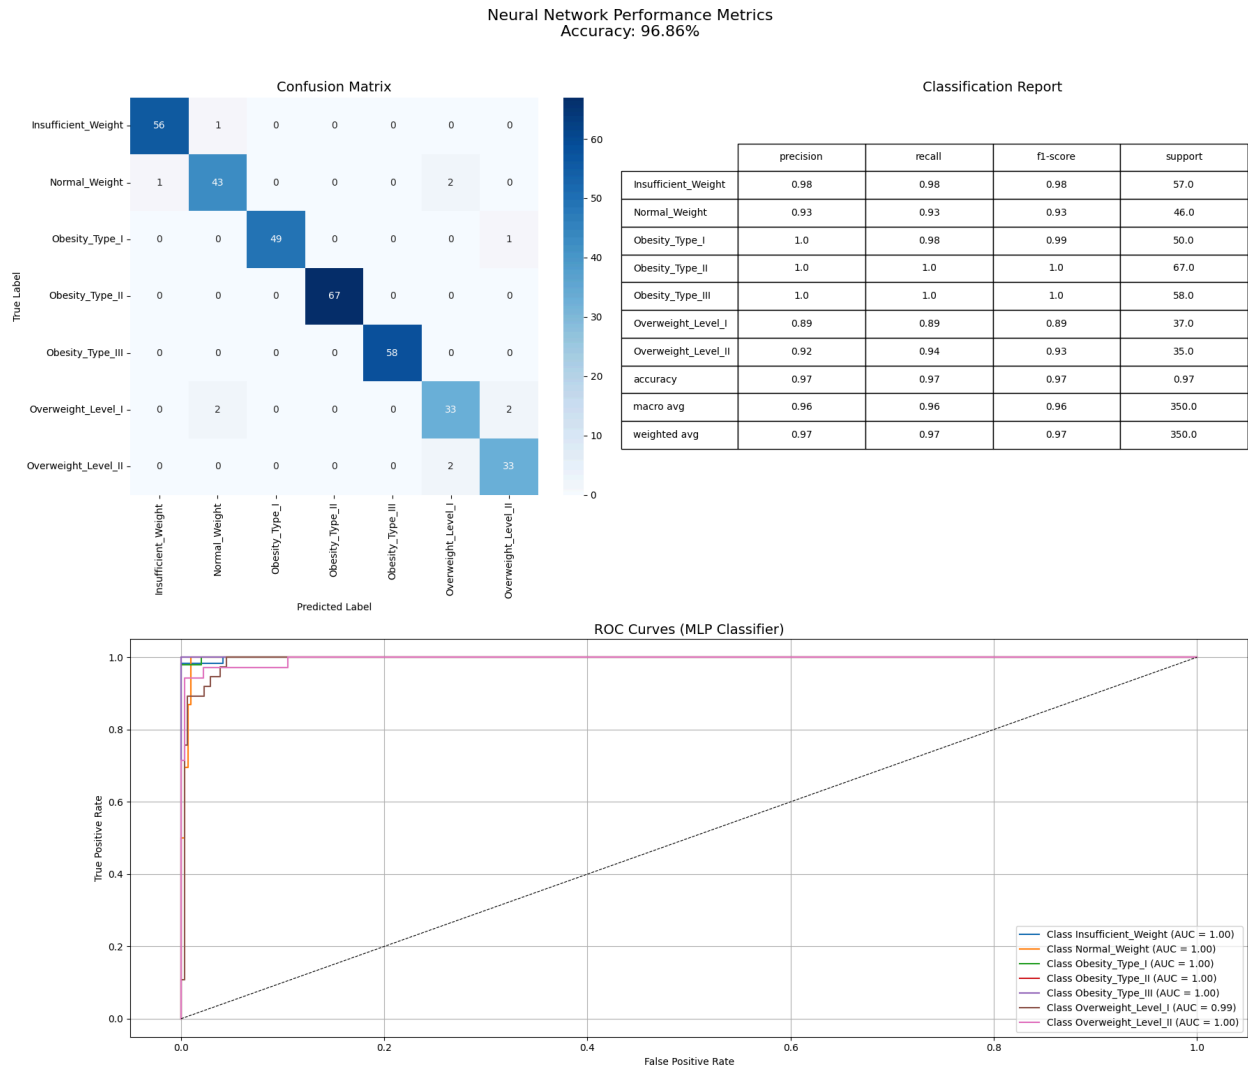 Neural Network Performance Metrics
Accuracy: 96.86%
Confusion Matrix
True Label
Insufficient_Weight 56 1 0 0 0 0 0
Normal_Weight 1 43 0 0 0 2 0
Obesity_Type_I 0 0 49 0 0 0 1
Obesity_Type_II 0 0 0 67 0 0 0
Obesity_Type_III 0 0 0 0 58 0 0
Overweight_Level_I 0 2 0 0 0 33 2
Overweight_Level_II 0 0 0 0 0 2 33
Insufficient_Weight
Normal_Weight
Obesity_Type_I
Obesity_Type_II
Obesity_Type_III
Overweight_Level_I
Overweight_Level_II
Predicted Label
60
50
40
30
20
10
0
Classification Report
precision recall f1-score support
Insufficient_Weight 0.98 0.98 0.98 57.0
Normal_Weight 0.93 0.93 0.93 46.0
Obesity_Type_I 1.0 0.98 0.99 50.0
Obesity_Type_II 1.0 1.0 1.0 67.0
Obesity_Type_III 1.0 1.0 1.0 58.0
Overweight_Level_I 0.89 0.89 0.89 37.0
Overweight_Level_II 0.92 0.94 0.93 35.0
accuracy 0.97 0.97 0.97 0.97
macro avg 0.96 0.96 0.96 350.0
weighted avg 0.97 0.97 0.97 350.0
ROC Curves (MLP Classifier)
True Positive Rate
1.0
0.8
0.6
0.4
0.2
0.0
0.0 0.2 0.4 0.6 0.8 1.0
False Positive Rate
Class Insufficient_Weight (AUC = 1.00)
Class Normal_Weight (AUC = 1.00)
Class Obesity_Type_I (AUC = 1.00)
Class Obesity_Type_II (AUC = 1.00)
Class Obesity_Type_III (AUC = 1.00)
Class Overweight_Level_I (AUC = 0.99)
Class Overweight_Level_II (AUC = 1.00)